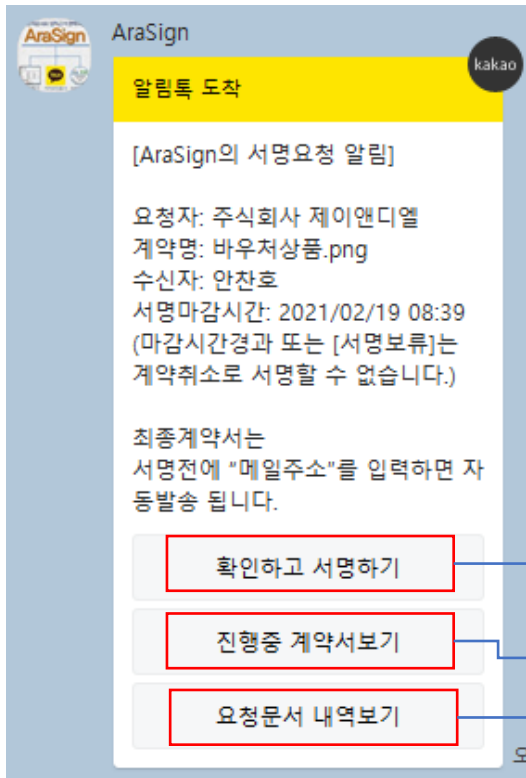 AraSign
AraSign
kakao
알림톡 도착
[AraSign의 서명요청 알림]
요청자: 주식회사 제이앤디엘
계약명: 바우처상품.png
수신자: 안찬호
서명마감시간: 2021/02/19 08:39
(마감시간경과 또는 [서명보류]는
계약취소로 서명할 수 없습니다.)
최종계약서는
서명전에 "메일주소"를 입력하면 자
동발송 됩니다.
확인하고 서명하기
진행중 계약서보기
요청문서 내역보기